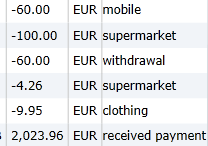 -60.00 EUR mobile
-100.00 EUR supermarket
-60.00 EUR withdrawal
-4.26 EUR supermarket
-9.95 EUR clothing
2,023.96 EUR received payment